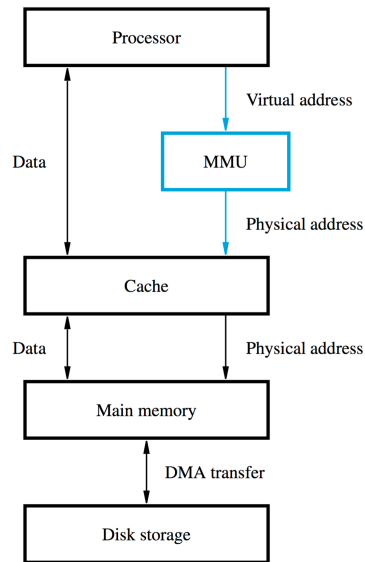 Processor
Virtual address
Data
MMU
Physical address
Cache
Data
Physical address
Main memory
DMA transfer
Disk storage